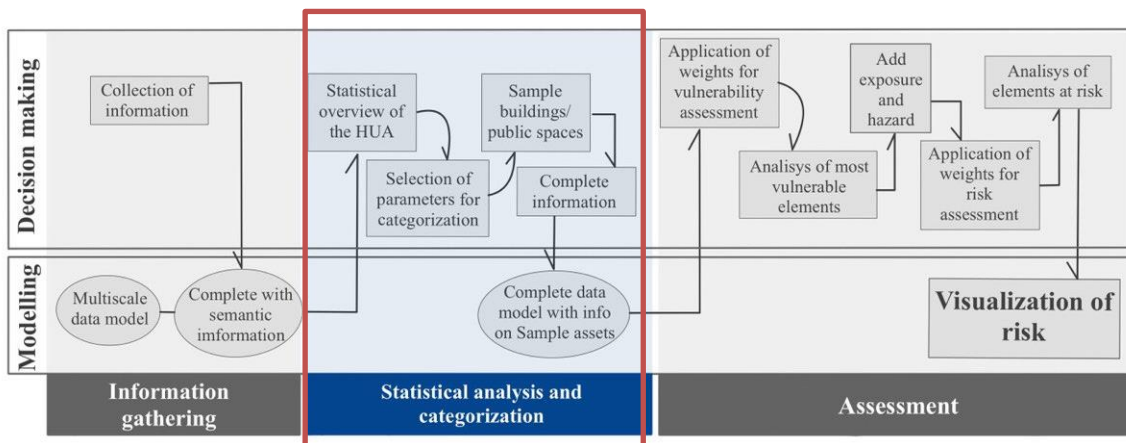 Decision making
Collection of
information
Statistical
overview of
the HUA
Selection of
parameters for
categorization
Sample
buildings/
public spaces
Complete
information
Application of
weights for
vulnerability
assessment
Analisys of most
vulnerable
elements
Add
exposure
and
hazard
Application of
weights for
risk
assessment
Analisys of
elements at risk
Modelling
Multiscale
data model
Complete with
semantic
imformation
Complete data
model with info
on Sample assets
Visualization of
risk
Information
gathering
Statistical analysis and
categorization
Assessment